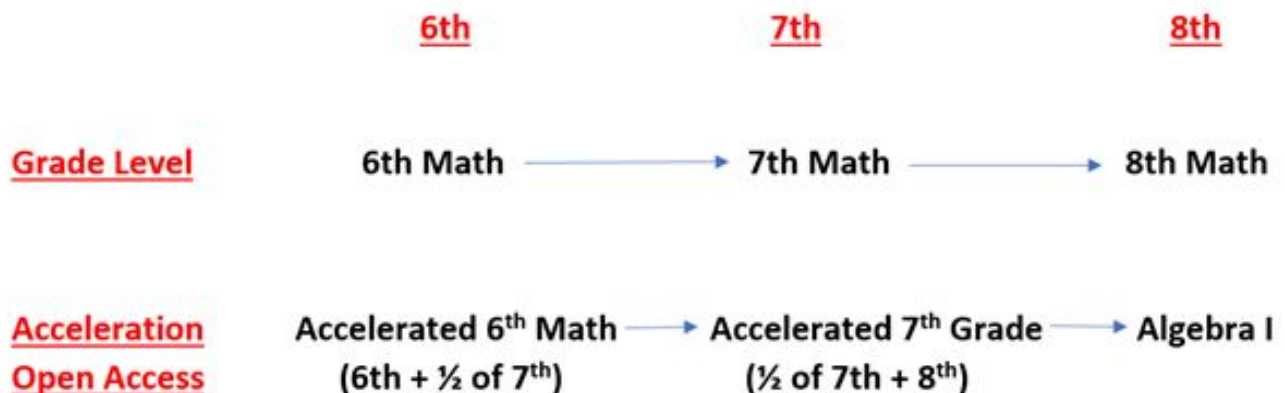 6th 7th 8th
Grade Level 6th Math 7th Math 8th Math
Acceleration Accelerated 6th Math Accelerated 7th Grade Algebra I
Open Access (6th + ½ of 7th) (½ of 7th + 8th)